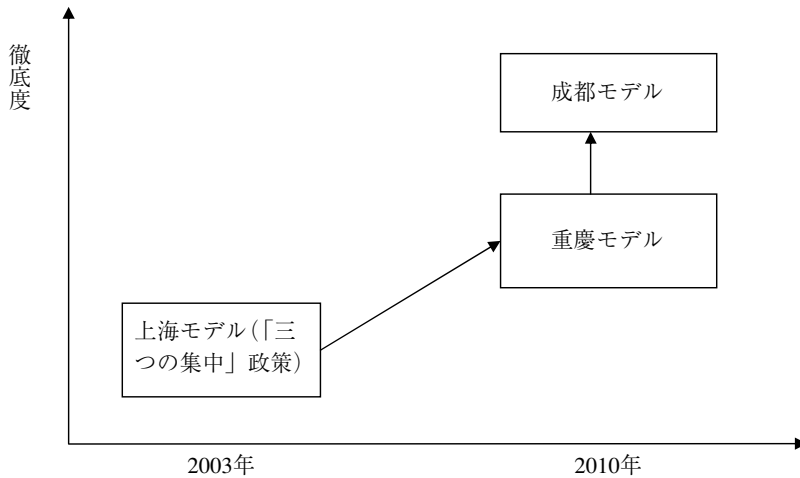 徹底度
成都モデル
重慶モデル
上海モデル(「三
つの集中」政策)
2003年
2010年